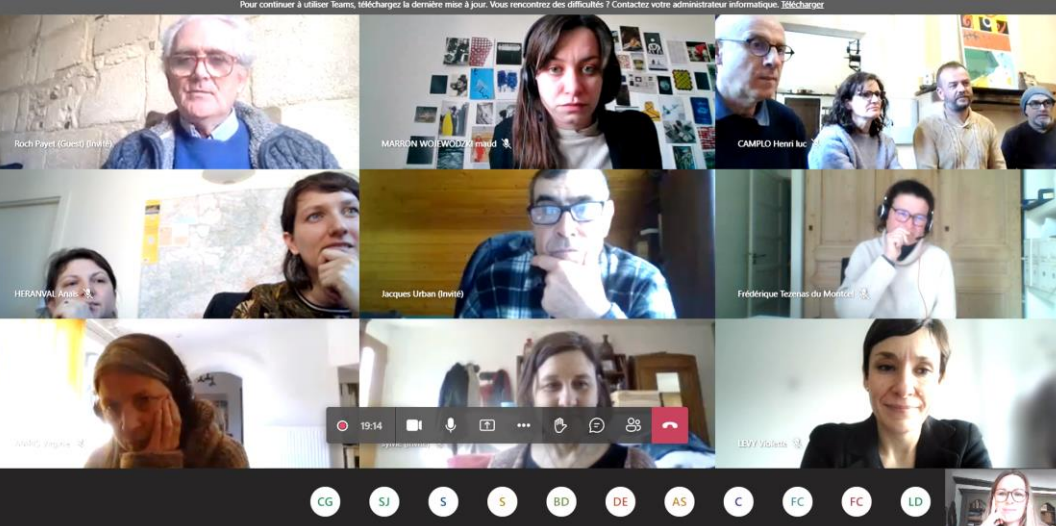 Pour continuer à utiliser Teams, téléchargez la dernière mise à jour. Vous rencontrez des difficultés ? Contactez votre administrateur informatique. Télécharger
Roch Payet (Guest) (Invité)
MARRON WOJEWODZKI maud
CAMPLO Henri luc
HERANVAL Anaïs
Jacques Urban (Invité)
Frédérique Tezenas du Montcel
19:14
LEVY Violette
CG
SJ
S
S
BD
DE
AS
C
FC
FC
LD